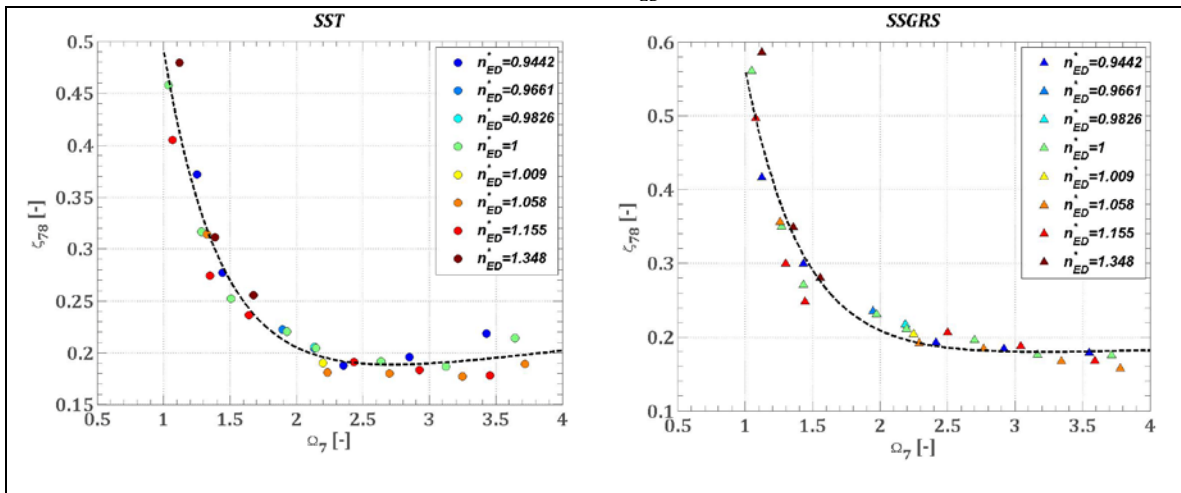 SST
0.5
0.45
0.4
0.35
0.3
0.25
0.2
0.15
ζ78 [-]
0.5 1 1.5 2 2.5 3 3.5 4
Ω7 [-]
n*ED=0.9442
n*ED=0.9661
n*ED=0.9826
n*ED=1
n*ED=1.009
n*ED=1.058
n*ED=1.155
n*ED=1.348
SSGRS
0.6
0.5
0.4
0.3
0.2
0.1
ζ78 [-]
0.5 1 1.5 2 2.5 3 3.5 4
Ω7 [-]
n*ED=0.9442
n*ED=0.9661
n*ED=0.9826
n*ED=1
n*ED=1.009
n*ED=1.058
n*ED=1.155
n*ED=1.348